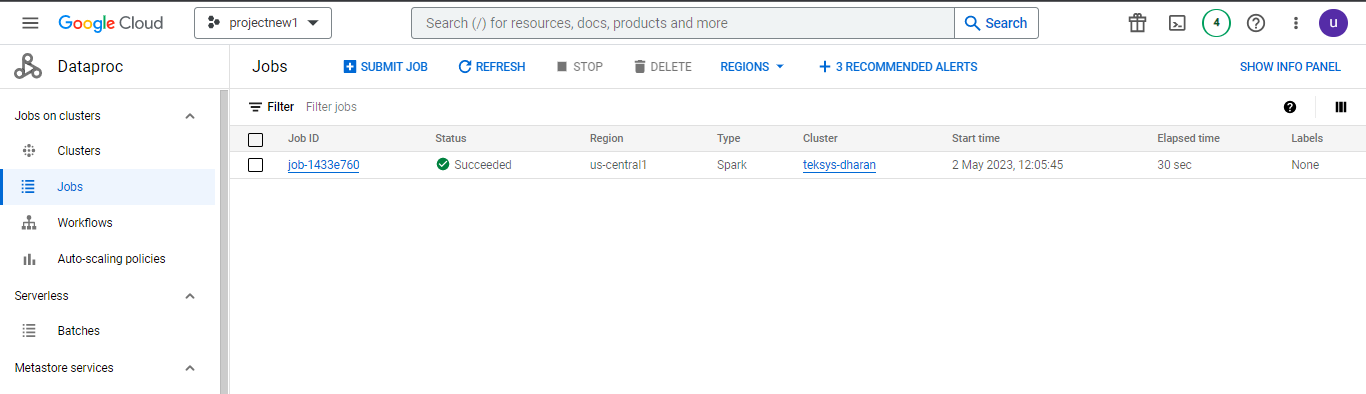 Google Cloud projectnew1 Search (/) for resources, docs, products and more Search 4 u
Dataproc Jobs SUBMIT JOB REFRESH STOP DELETE REGIONS 3 RECOMMENDED ALERTS SHOW INFO PANEL
Jobs on clusters
Clusters
Jobs
Workflows
Auto-scaling policies
Serverless
Batches
Metastore services
Filter Filter jobs
Job ID Status Region Type Cluster Start time Elapsed time Labels
job-1433e760 Succeeded us-central1 Spark teksys-dharan 2 May 2023, 12:05:45 30 sec None